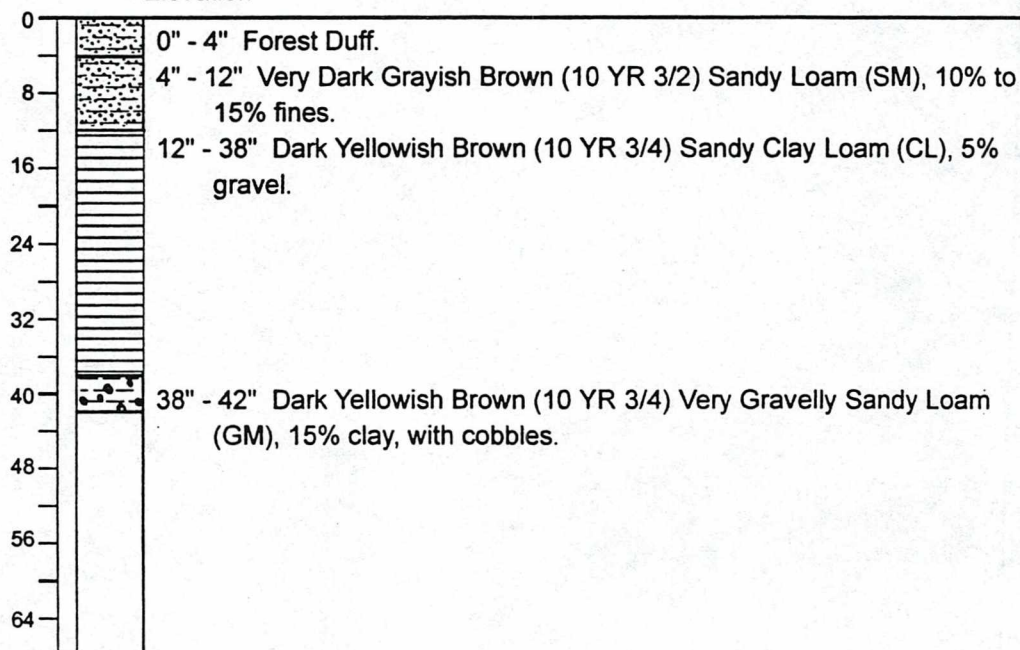 0
0" - 4" Forest Duff.
4" - 12" Very Dark Grayish Brown (10 YR 3/2) Sandy Loam (SM), 10% to
8
15% fines.
12" - 38" Dark Yellowish Brown (10 YR 3/4) Sandy Clay Loam (CL), 5%
16
gravel.
24
32
40
38" - 42" Dark Yellowish Brown (10 YR 3/4) Very Gravelly Sandy Loam
(GM), 15% clay, with cobbles.
48
56
64